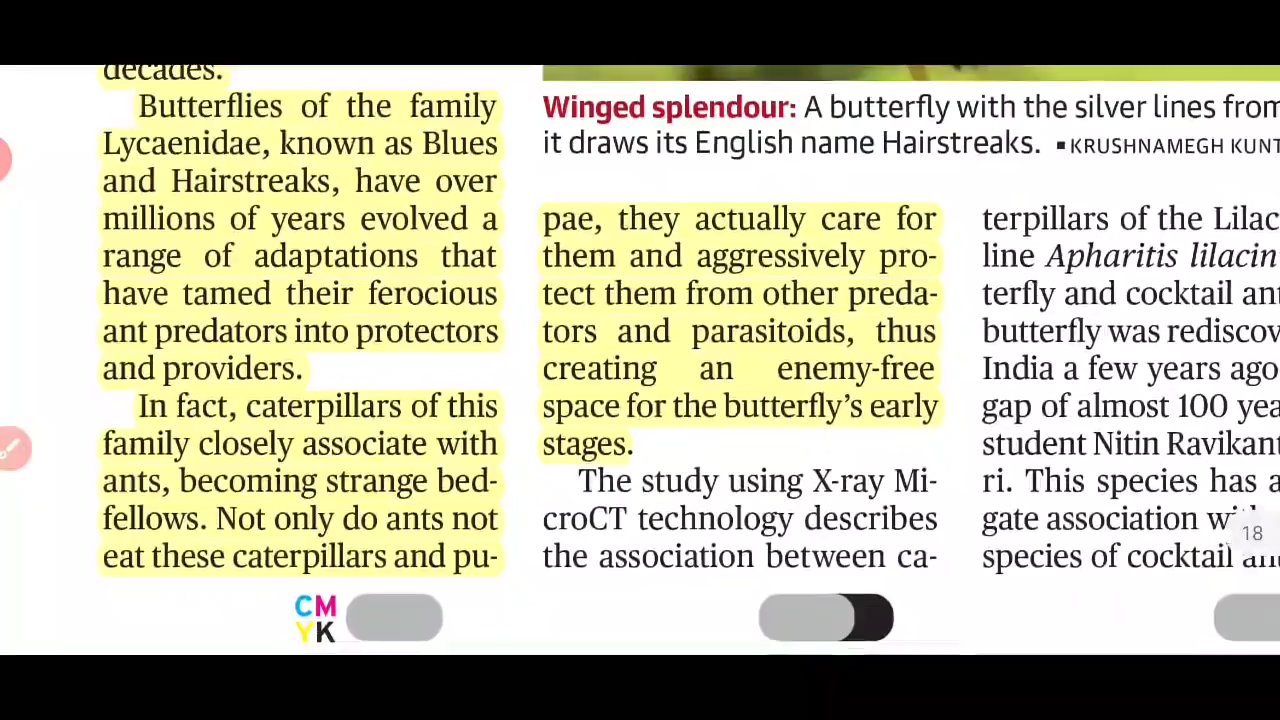 decades.
Butterflies of the family
Lycaenidae, known as Blues
and Hairstreaks, have over
millions of years evolved a
range of adaptations that
have tamed their ferocious
ant predators into protectors
and providers.
In fact, caterpillars of this
family closely associate with
ants, becoming strange bed-
fellows. Not only do ants not
eat these caterpillars and pu-
Winged splendour: A butterfly with the silver lines from
it draws its English name Hairstreaks. ▪KRUSHNAMEGH KUNT
pae, they actually care for
them and aggressively pro-
tect them from other preda-
tors and parasitoids, thus
creating an enemy-free
space for the butterfly's early
stages.
The study using X-ray Mi-
croCT technology describes
the association between ca-
terpillars of the Lilac
line Apharitis lilacin
terfly and cocktail ant
butterfly was rediscov
India a few years ago
gap of almost 100 yea
student Nitin Ravikant
ri. This species has a
gate association with
species of cocktail ant
18
CM
YK